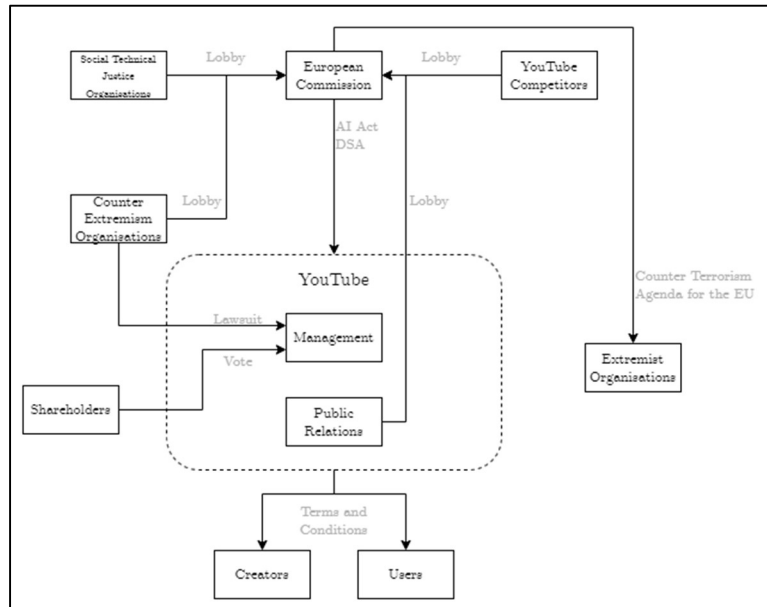 Social Technical
Justice
Organisations
Lobby
European
Commission
Lobby
YouTube
Competitors
AI Act
DSA
Counter
Extremism
Organisations
Lobby
Lobby
YouTube
Counter Terrorism
Agenda for the EU
Lawsuit
Management
Vote
Extremist
Organisations
Shareholders
Public
Relations
Terms and
Conditions
Creators
Users